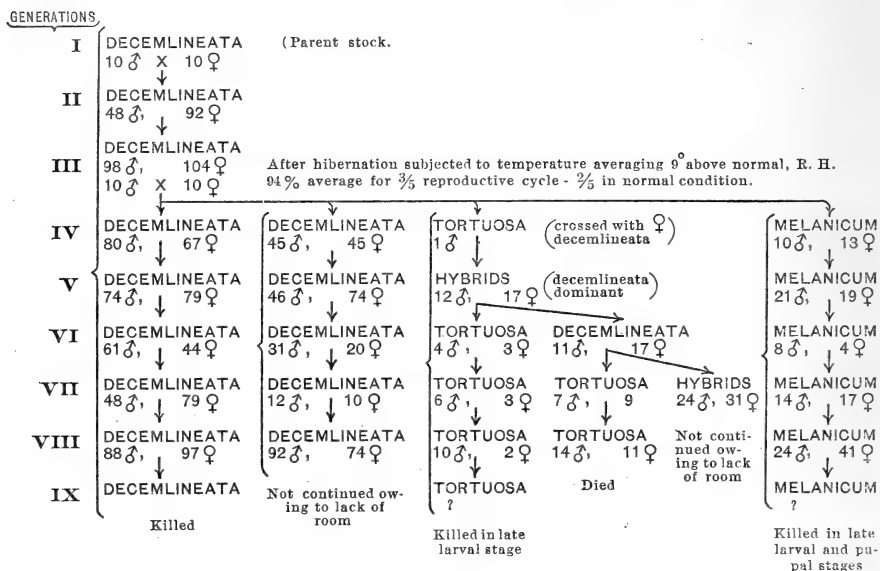 GENERATIONS
I DECEMLINEATA (Parent stock.
10♂ X 10♀
II DECEMLINEATA
48♂, 92♀
III DECEMLINEATA
98♂, 104♀ After hibernation subjected to temperature averaging 9° above normal, R. H.
10♂ X 10♀ 94% average for 3/5 reproductive cycle - 2/5 in normal condition.
IV DECEMLINEATA DECEMLINEATA TORTUOSA (crossed with ♀ decemlineata) MELANICUM
80♂, 67♀ 45♂, 45♀ 1♂ 10♂, 13♀
V DECEMLINEATA DECEMLINEATA HYBRIDS (decemlineata dominant) MELANICUM
74♂, 79♀ 46♂, 74♀ 12♂, 17♀ 21♂, 19♀
VI DECEMLINEATA DECEMLINEATA TORTUOSA DECEMLINEATA MELANICUM
61♂, 44♀ 31♂, 20♀ 4♂, 3♀ 11♂, 17♀ 8♂, 4♀
VII DECEMLINEATA DECEMLINEATA TORTUOSA TORTUOSA HYBRIDS MELANICUM
48♂, 79♀ 12♂, 10♀ 6♂, 3♀ 7♂, 9 24♂, 31♀ 14♂, 17♀
VIII DECEMLINEATA DECEMLINEATA TORTUOSA TORTUOSA MELANICUM
88♂, 97♀ 92♂, 74♀ 10♂, 2♀ 14♂, 11♀ 24♂, 41♀
Not conti-
nued owing
to lack
of room
IX DECEMLINEATA TORTUOSA MELANICUM
? ?
Killed
Not continued ow-
ing to lack of
room
Killed in late
larval stage
Died
Killed in late
larval and pu-
pal stages